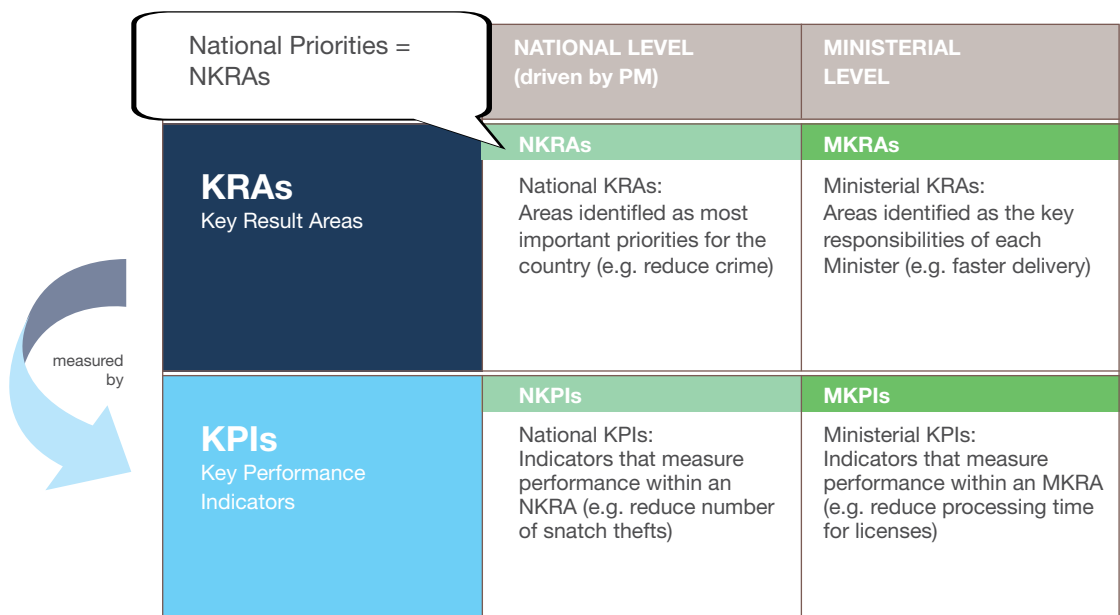 National Priorities =
NKRAs
NATIONAL LEVEL
(driven by PM)
MINISTERIAL
LEVEL
KRAs
Key Result Areas
NKRAs
National KRAs:
Areas identifled as most
important priorities for the
country (e.g. reduce crime)
MKRAs
Ministerial KRAs:
Areas identified as the key
responsibilities of each
Minister (e.g. faster delivery)
measured
by
KPIs
Key Performance
Indicators
NKPIs
National KPIs:
Indicators that measure
performance within an
NKRA (e.g. reduce number
of snatch thefts)
MKPIs
Ministerial KPIs:
Indicators that measure
performance within an MKRA
(e.g. reduce processing time
for licenses)